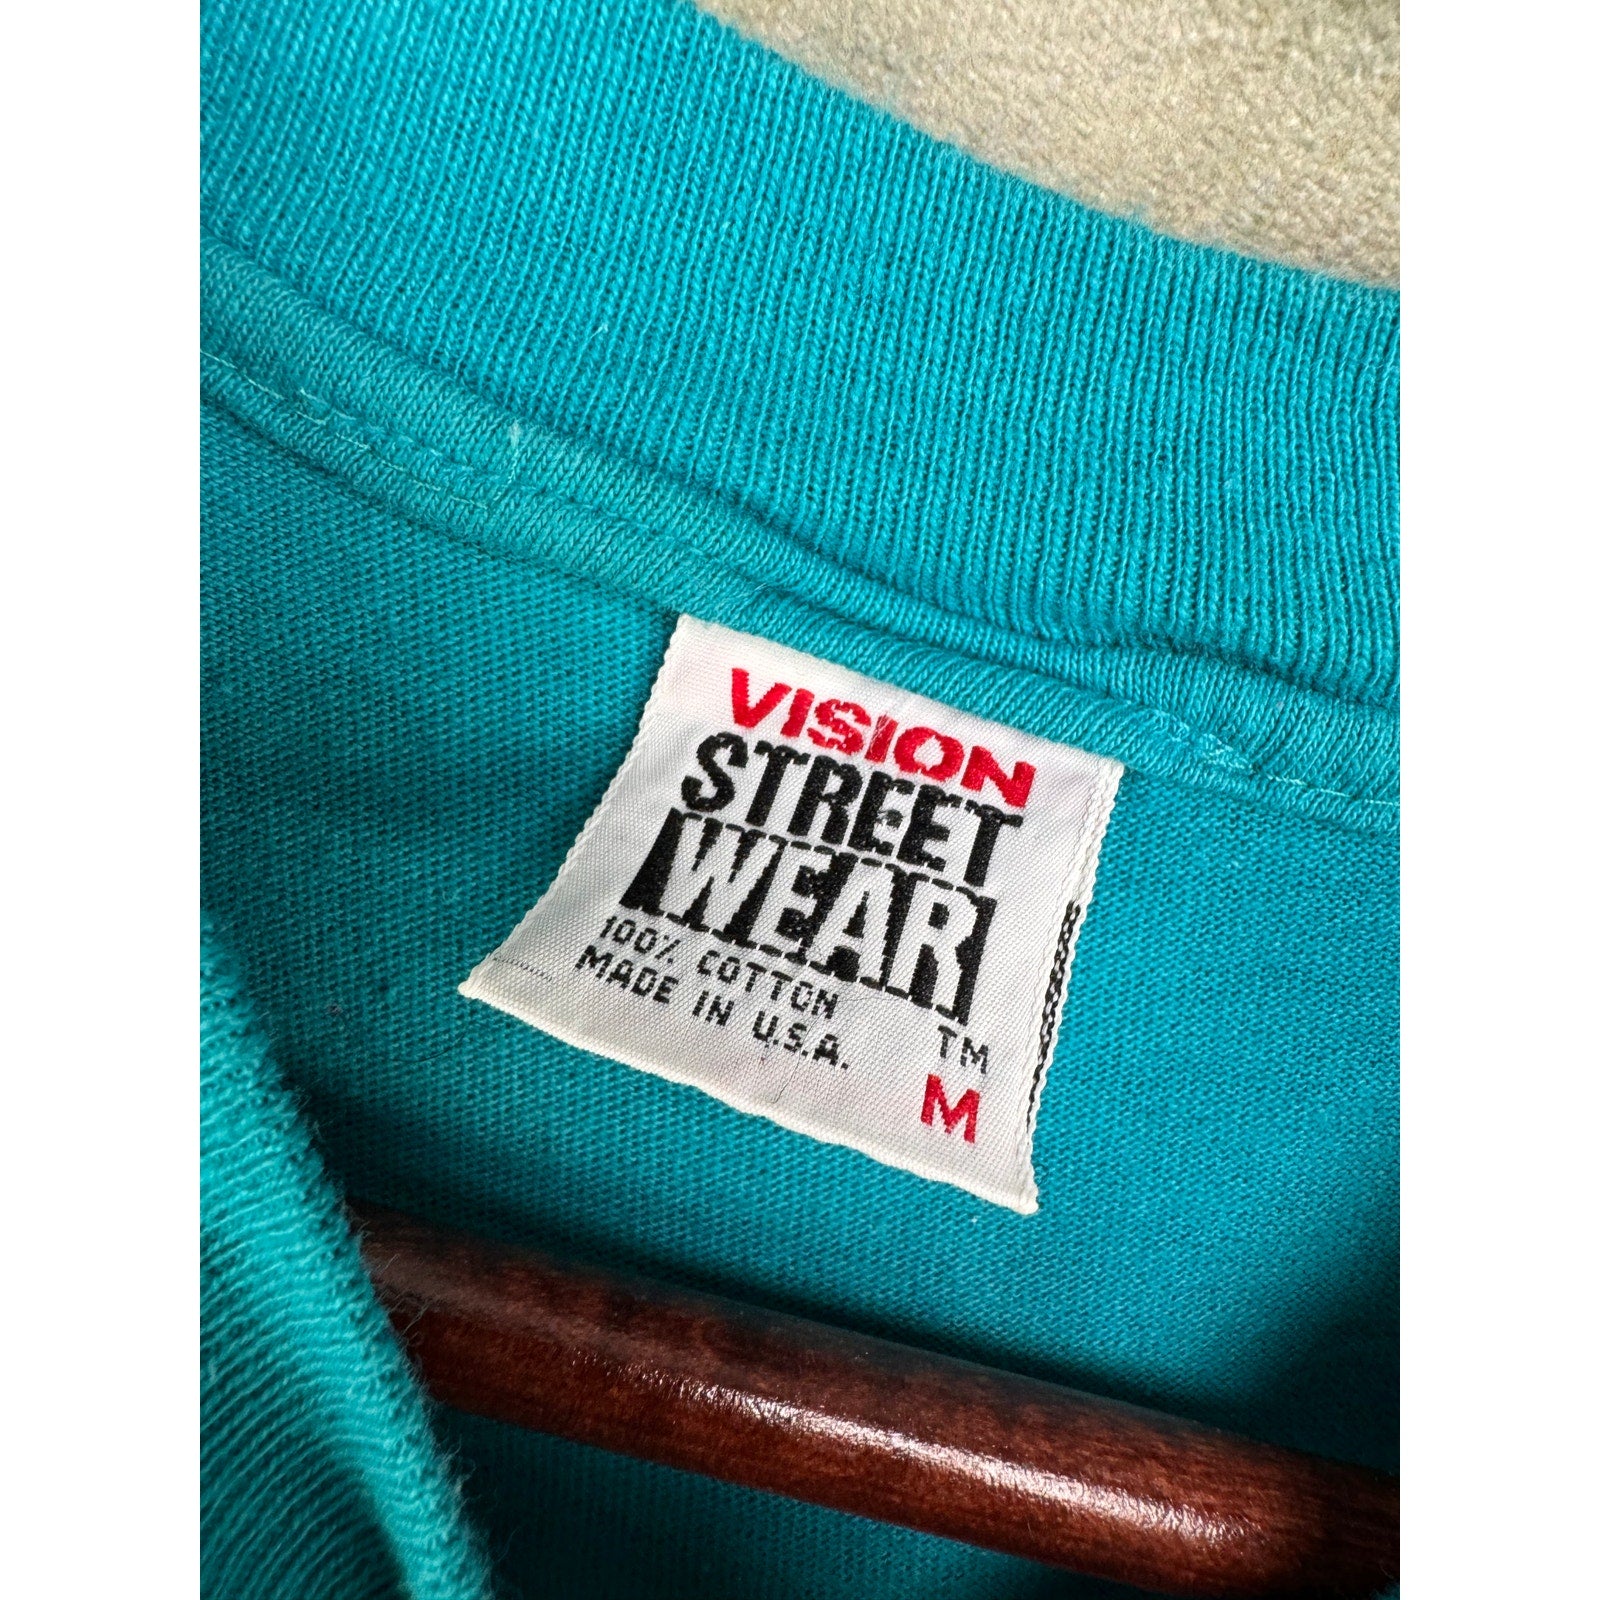 VISION
STREET
WEAR
100% COTTON
MADE IN U.S.A.
TM
M